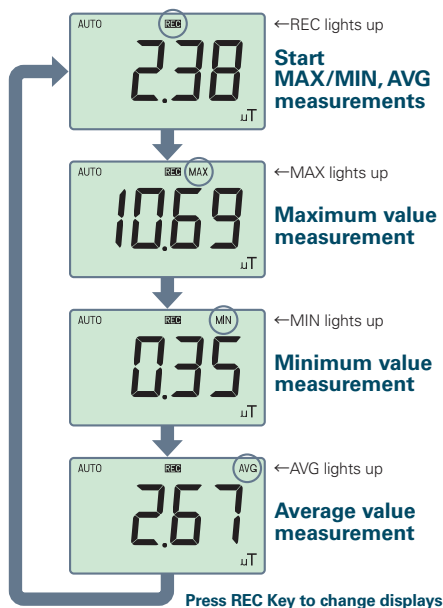 AUTO REC
←REC lights up
2.38
µT
Start
MAX/MIN, AVG
measurements
AUTO REC MAX
←MAX lights up
10.69
µT
Maximum value
measurement
AUTO REC MIN
←MIN lights up
0.35
µT
Minimum value
measurement
AUTO REC AVG
←AVG lights up
2.67
µT
Average value
measurement
Press REC Key to change displays